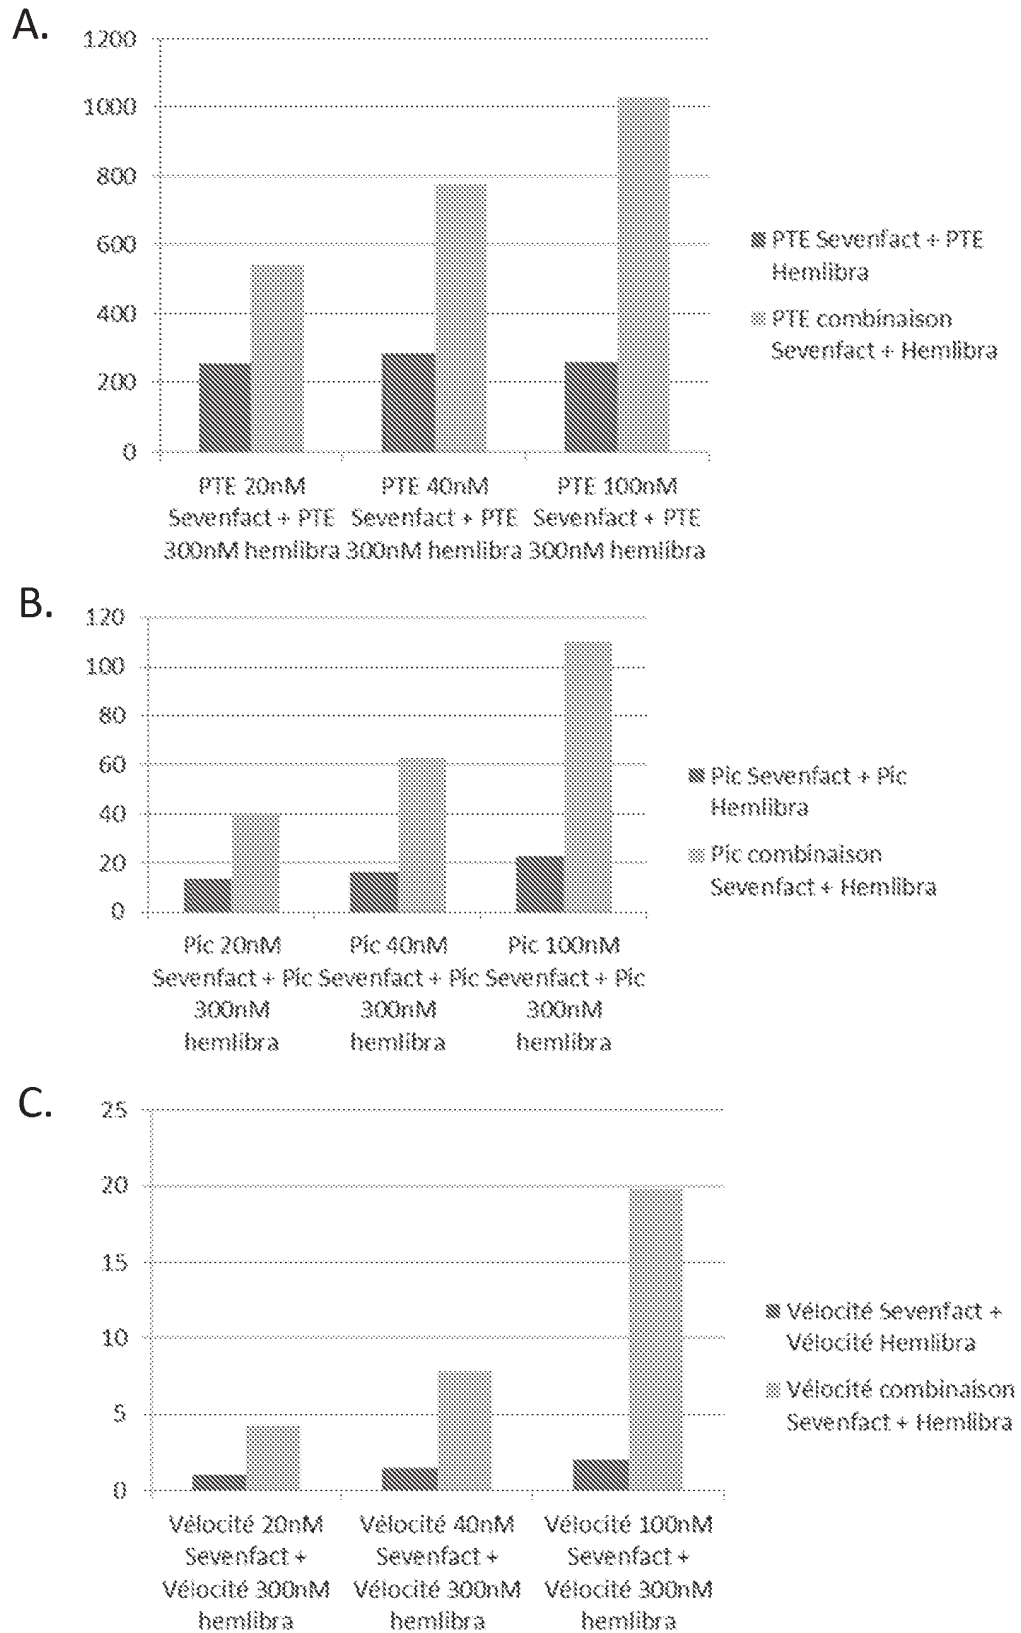 A.
1200
1000
800
600
400
200
0
PTE 20nM PTE 40nM PTE 100nM
Sevenfact + PTE Sevenfact + PTE Sevenfact + PTE
300nM hemlibra 300nM hemlibra 300nM hemlibra
PTE Sevenfact + PTE
Hemlibra
PTE combinaison
Sevenfact + Hemlibra
B.
120
100
80
60
40
20
0
Pic 20nM Pic 40nM Pic 100nM
Sevenfact + Pic Sevenfact + Pic Sevenfact + Pic
300nM 300nM 300nM
hemlibra hemlibra hemlibra
Pic Sevenfact + Pic
Hemlibra
Pic combinaison
Sevenfact + Hemlibra
C.
25
20
15
10
5
0
Vélocité 20nM Vélocité 40nM Vélocité 100nM
Sevenfact + Sevenfact + Sevenfact +
Vélocité 300nM Vélocité 300nM Vélocité 300nM
hemlibra hemlibra hemlibra
Vélocité Sevenfact +
Vélocité Hemlibra
Vélocité combinaison
Sevenfact + Hemlibra